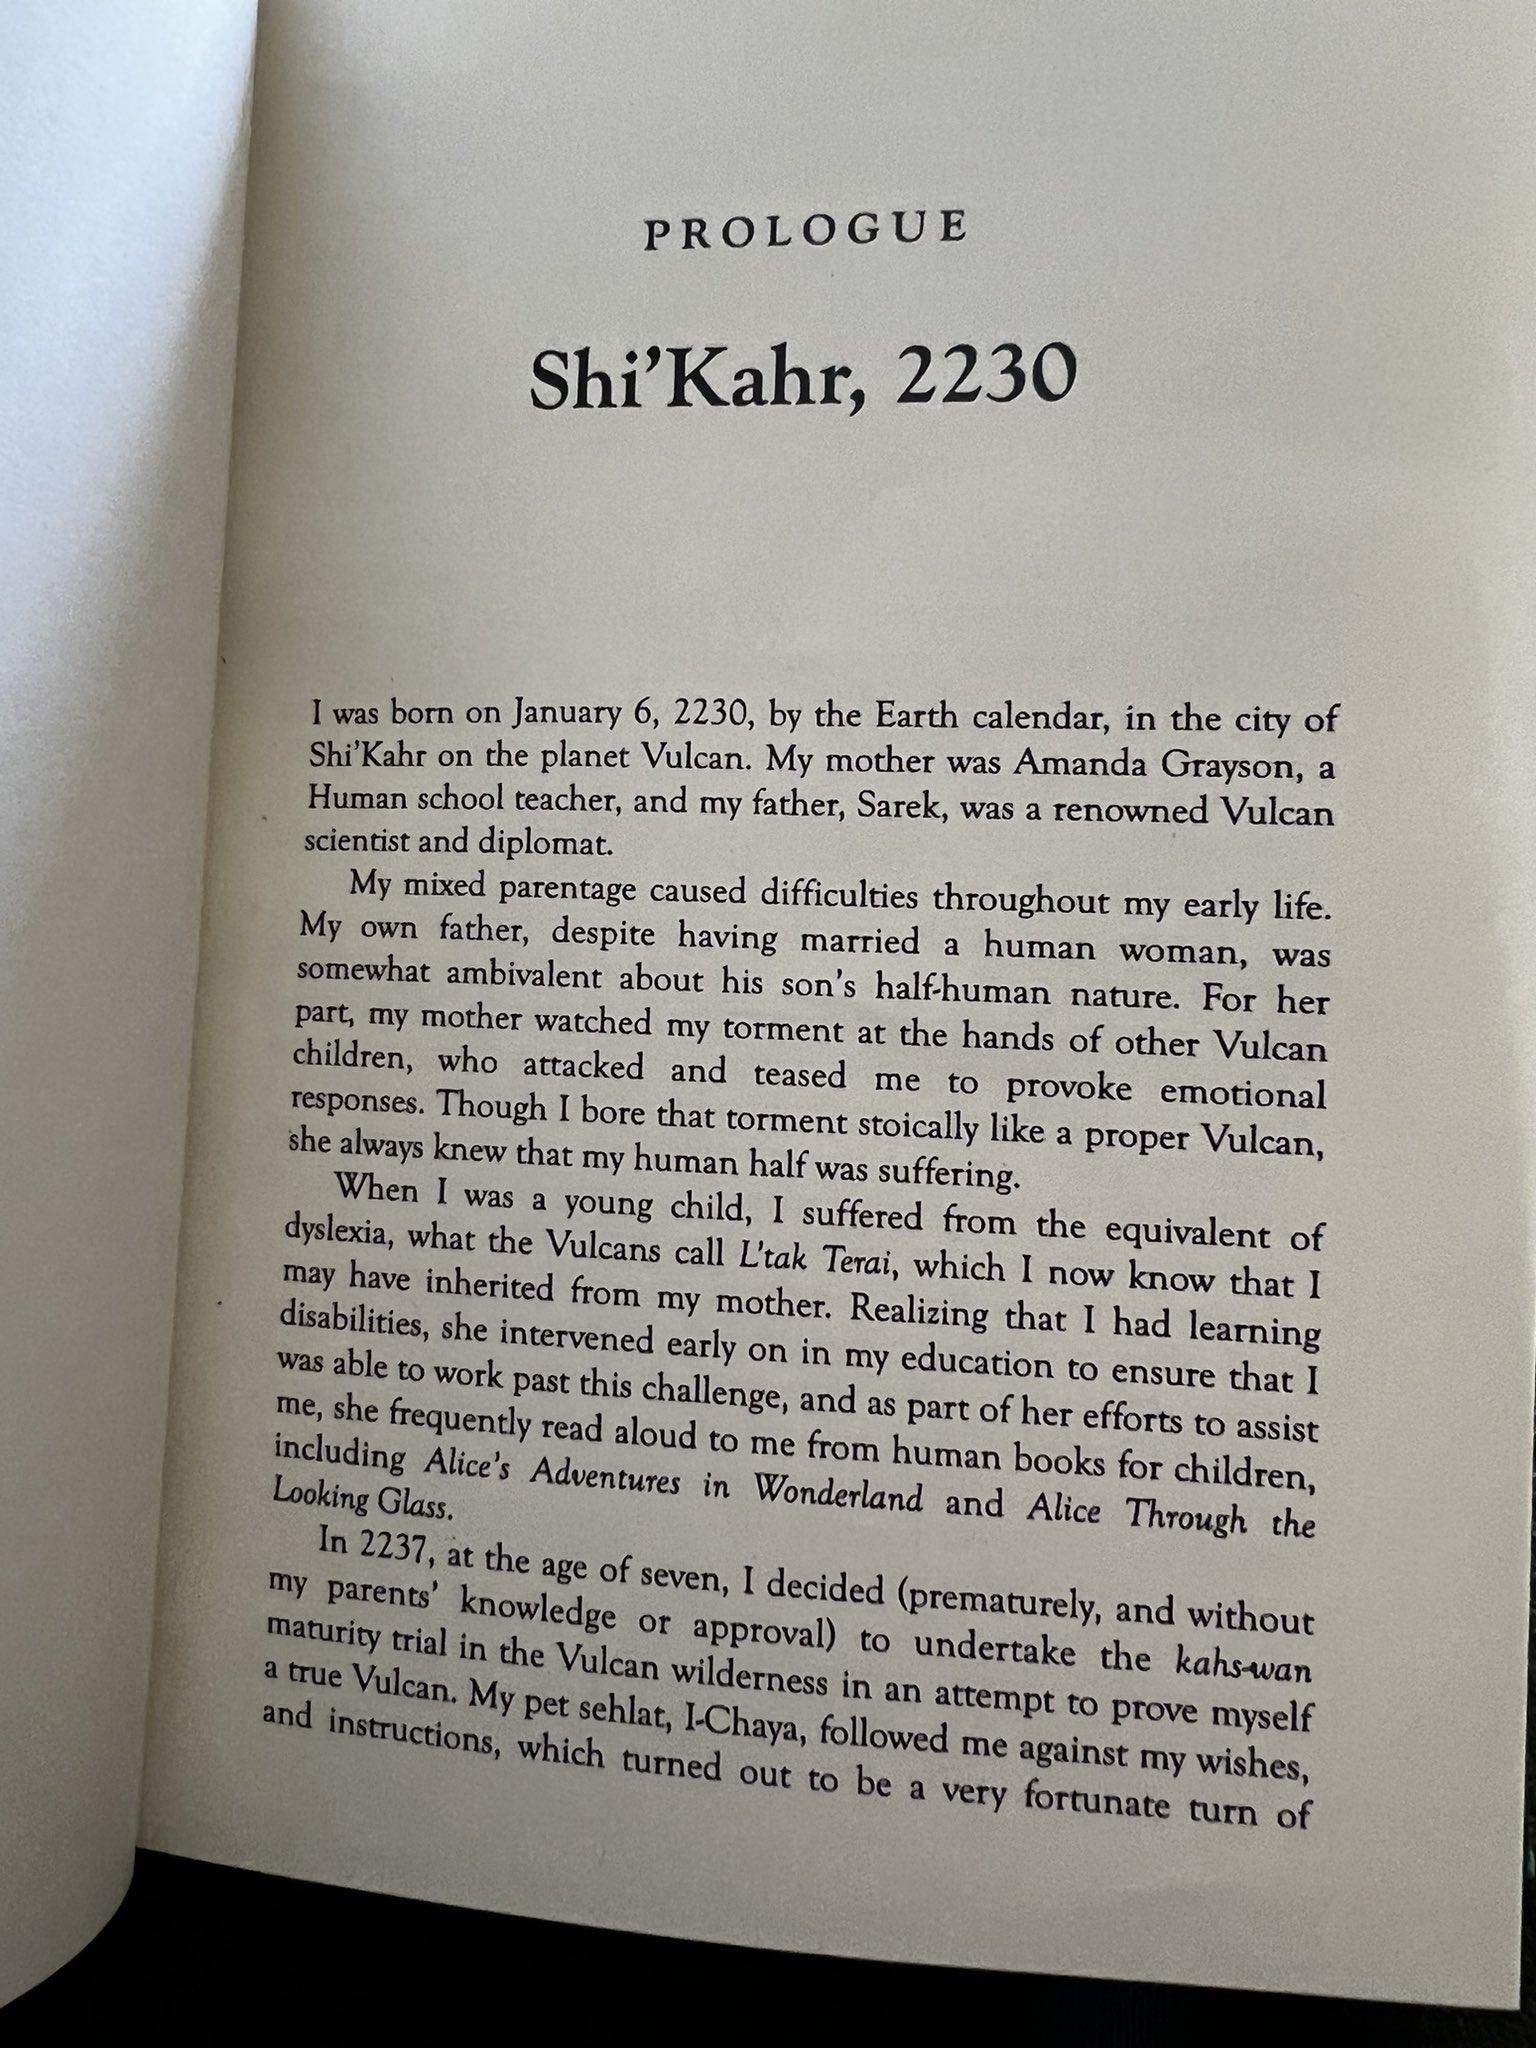 PROLOGUE
Shi’Kahr, 2230
I was born on January 6, 2230, by the Earth calendar, in the city of
Shi’Kahr on the planet Vulcan. My mother was Amanda Grayson, a
Human school teacher, and my father, Sarek, was a renowned Vulcan
scientist and diplomat.
My mixed parentage caused difficulties throughout my early life.
My own father, despite having married a human woman, was
somewhat ambivalent about his son’s half-human nature. For her
part, my mother watched my torment at the hands of other Vulcan
children, who attacked and teased me to provoke emotional
responses. Though I bore that torment stoically like a proper Vulcan,
she always knew that my human half was suffering.
When I was a young child, I suffered from the equivalent of
dyslexia, what the Vulcans call L’tak Terai, which I now know that I
may have inherited from my mother. Realizing that I had learning
disabilities, she intervened early on in my education to ensure that I
was able to work past this challenge, and as part of her efforts to assist
me, she frequently read aloud to me from human books for children,
including Alice’s Adventures in Wonderland and Alice Through the
Looking Glass.
In 2237, at the age of seven, I decided (prematurely, and without
my parents’ knowledge or approval) to undertake the kahs-wan
maturity trial in the Vulcan wilderness in an attempt to prove myself
a true Vulcan. My pet sehlat, I-Chaya, followed me against my wishes,
and instructions, which turned out to be a very fortunate turn of